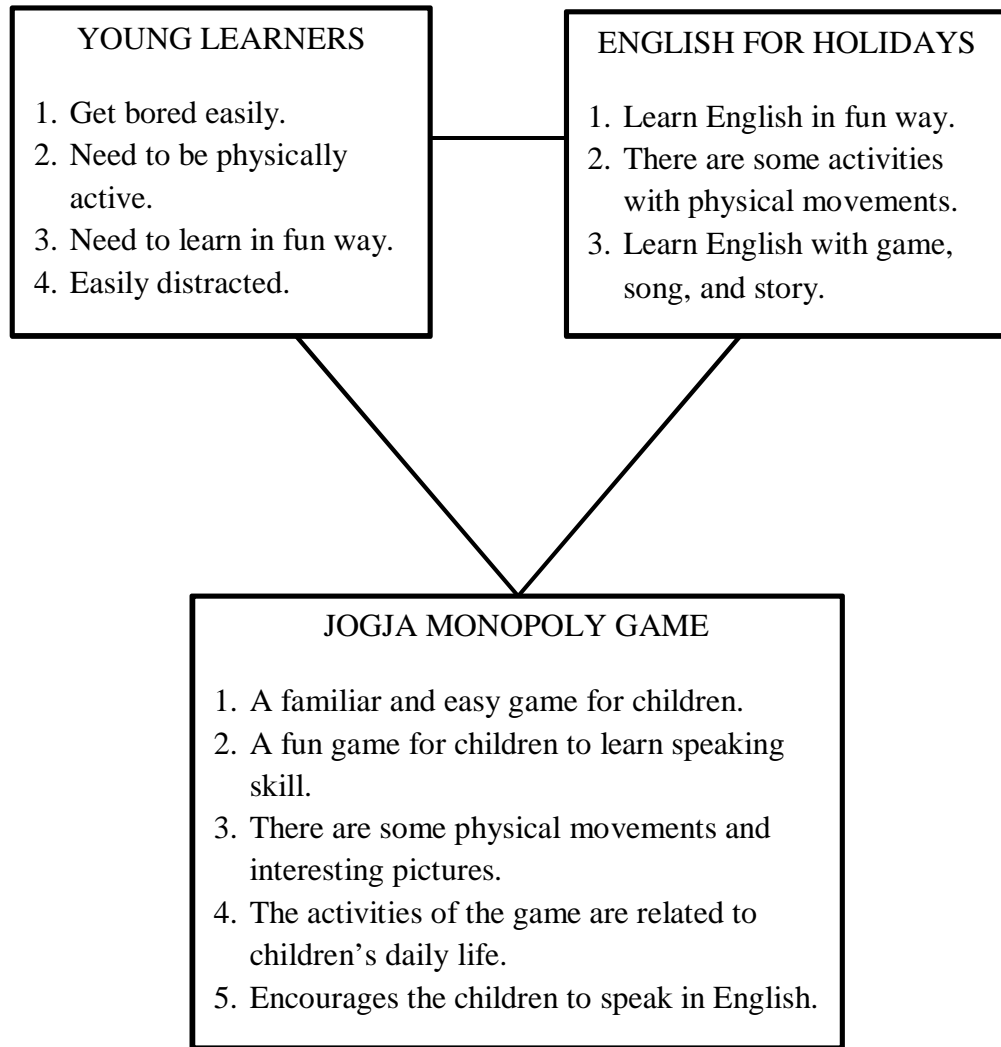 YOUNG LEARNERS
1. Get bored easily.
2. Need to be physically
active.
3. Need to learn in fun way.
4. Easily distracted.
ENGLISH FOR HOLIDAYS
1. Learn English in fun way.
2. There are some activities
with physical movements.
3. Learn English with game,
song, and story.
JOGJA MONOPOLY GAME
1. A familiar and easy game for children.
2. A fun game for children to learn speaking
skill.
3. There are some physical movements and
interesting pictures.
4. The activities of the game are related to
children’s daily life.
5. Encourages the children to speak in English.